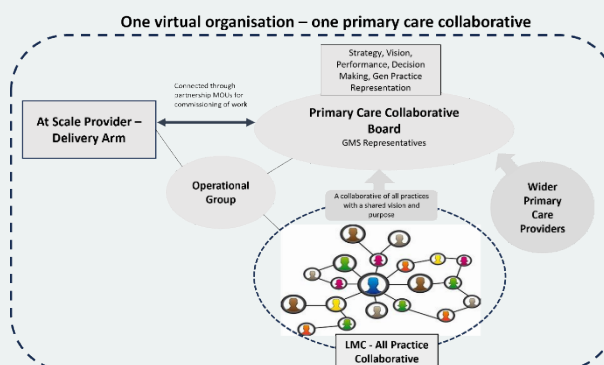 One virtual organisation – one primary care collaborative
Strategy, Vision,
Performance, Decision
Making, Gen Practice
Representation
Connected through
partnership MOUs for
commissioning of work
At Scale Provider –
Delivery Arm
Primary Care Collaborative
Board
GMS Representatives
Operational
Group
A collaborative of all practices
with a shared vision and
purpose
Wider
Primary
Care
Providers
LMC - All Practice
Collaborative